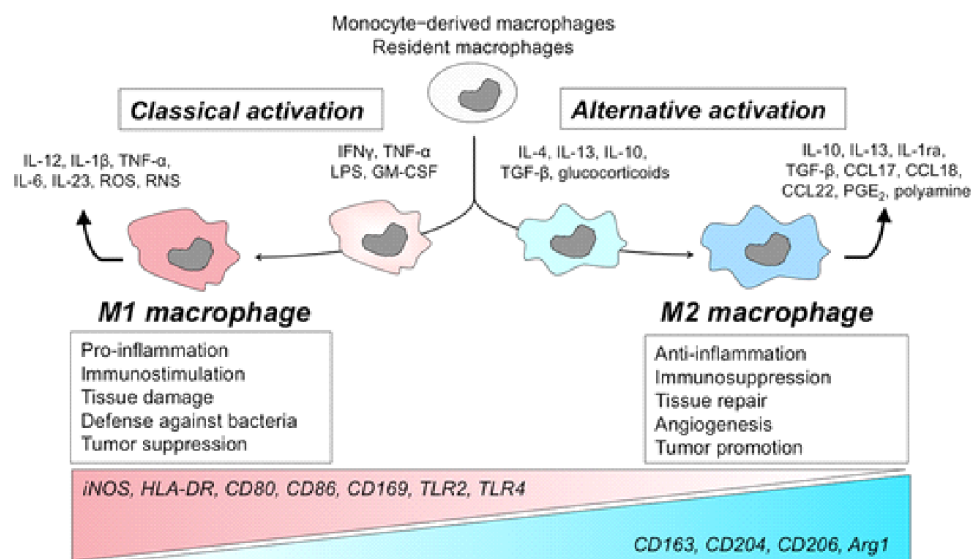 Monocyte-derived macrophages
Resident macrophages
Classical activation
Alternative activation
IL-12, IL-1β, TNF-α,
IL-6, IL-23, ROS, RNS
IFNγ, TNF-α
LPS, GM-CSF
IL-4, IL-13, IL-10,
TGF-β, glucocorticoids
IL-10, IL-13, IL-1ra,
TGF-β, CCL17, CCL18,
CCL22, PGE₂, polyamine
M1 macrophage
Pro-inflammation
Immunostimulation
Tissue damage
Defense against bacteria
Tumor suppression
M2 macrophage
Anti-inflammation
Immunosuppression
Tissue repair
Angiogenesis
Tumor promotion
iNOS, HLA-DR, CD80, CD86, CD169, TLR2, TLR4
CD163, CD204, CD206, Arg1